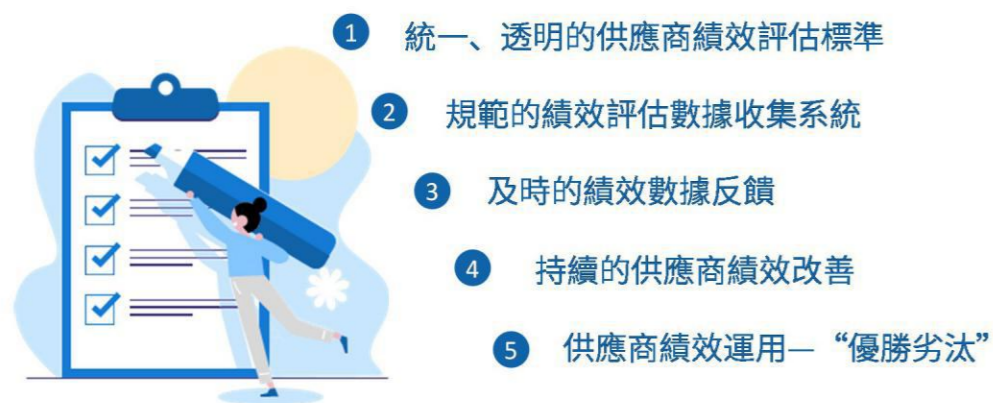 1 統一、透明的供應商績效評估標準
2 規範的績效評估數據收集系統
3 及時的績效數據反饋
4 持續的供應商績效改善
5 供應商績效運用—“優勝劣汰”